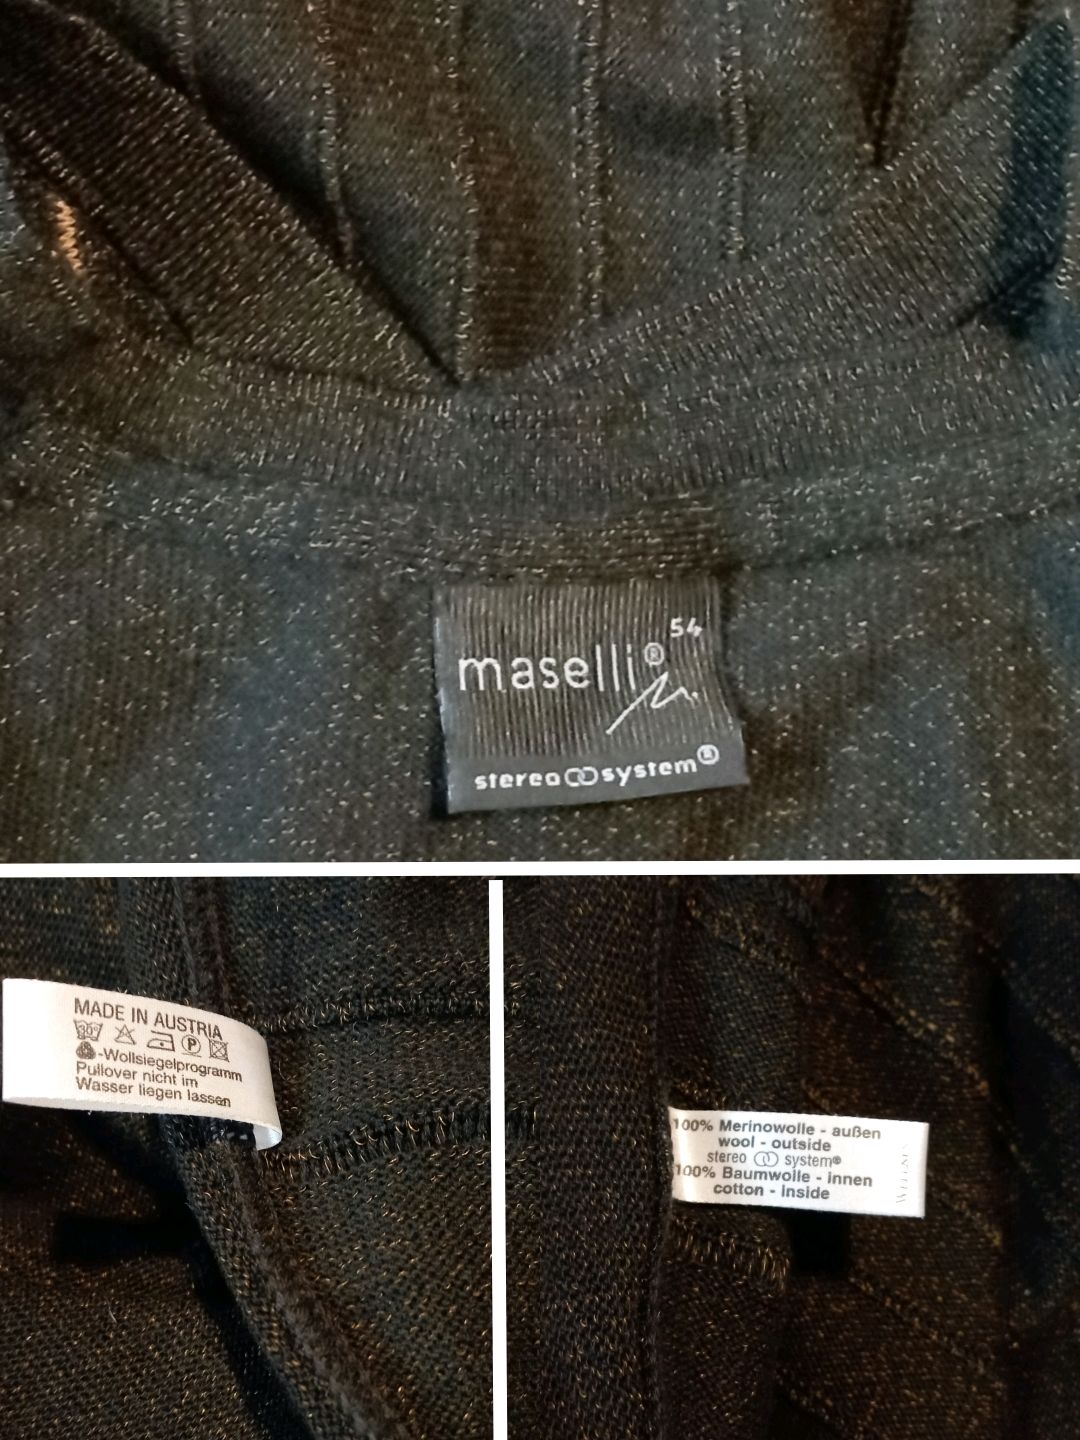 54
maselli®
stereo system®
MADE IN AUSTRIA
30 P
-Wollsiegelprogramm
Pullover nicht im
Wasser liegen lassen
100% Merinowolle - außen
wool - outside
stereo system®
100% Baumwolle - innen
cotton - inside